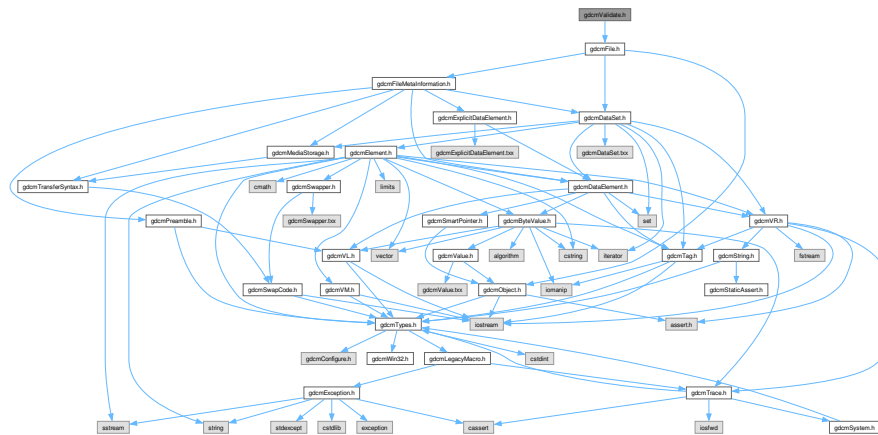 gdcmValidate.h
gdcmFile.h
gdcmFileMetaInformation.h
gdcmExplicitDataElement.h
gdcmDataSet.h
gdcmMediaStorage.h
gdcmElement.h
gdcmExplicitDataElement.txx
gdcmDataSet.txx
gdcmTransferSyntax.h
cmath
gdcmSwapper.h
limits
gdcmDataElement.h
gdcmPreamble.h
gdcmSwapper.txx
gdcmSmartPointer.h
gdcmByteValue.h
set
gdcmVR.h
gdcmVL.h
vector
gdcmValue.h
algorithm
cstring
iterator
gdcmTag.h
gdcmString.h
fstream
gdcmSwapCode.h
gdcmVM.h
gdcmValue.txx
gdcmObject.h
iomanip
gdcmStaticAssert.h
gdcmTypes.h
iostream
assert.h
gdcmConfigure.h
gdcmWin32.h
gdcmLegacyMacro.h
cstdint
gdcmException.h
gdcmTrace.h
sstream
string
stdexcept
cstdlib
exception
cassert
iosfwd
gdcmSystem.h